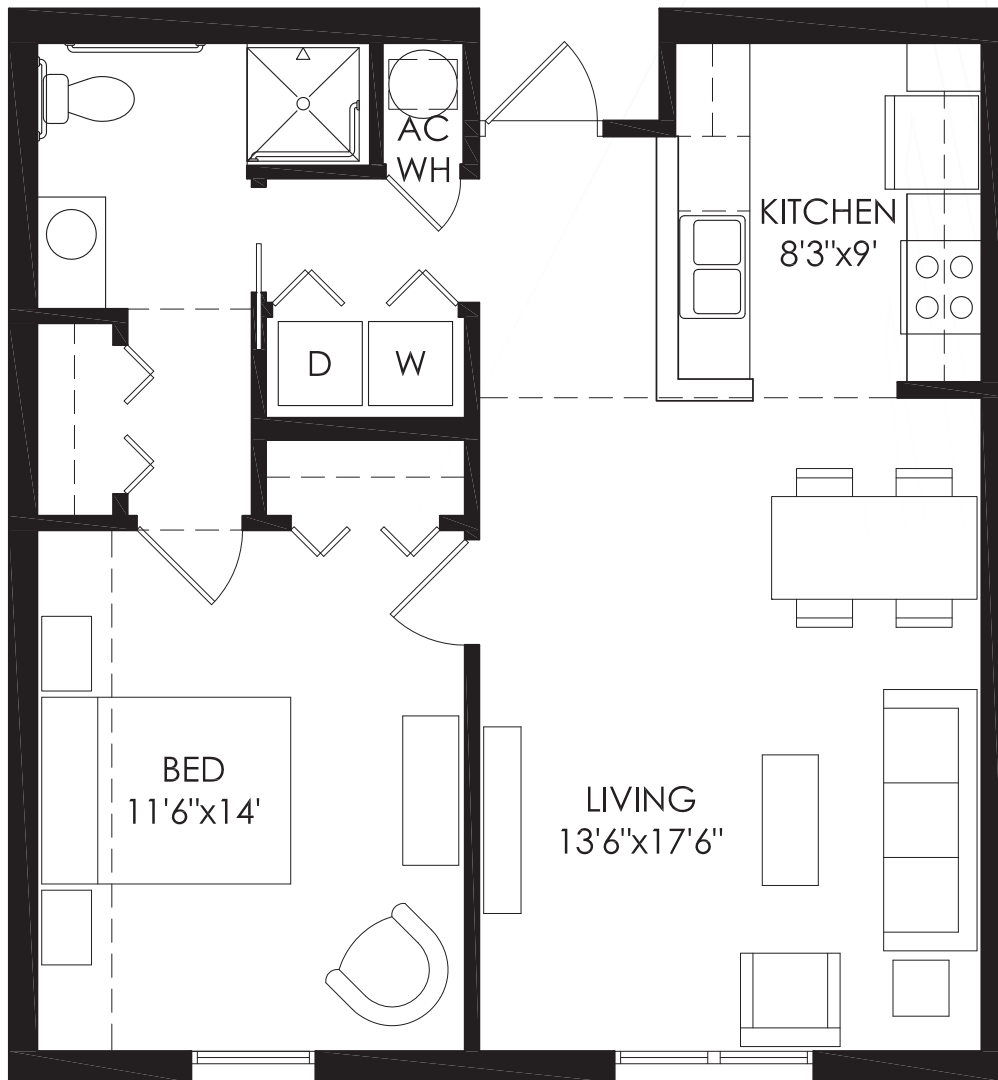 AC
WH
KITCHEN
8'3"x9'
D
W
BED
11'6"x14'
LIVING
13'6"x17'6"